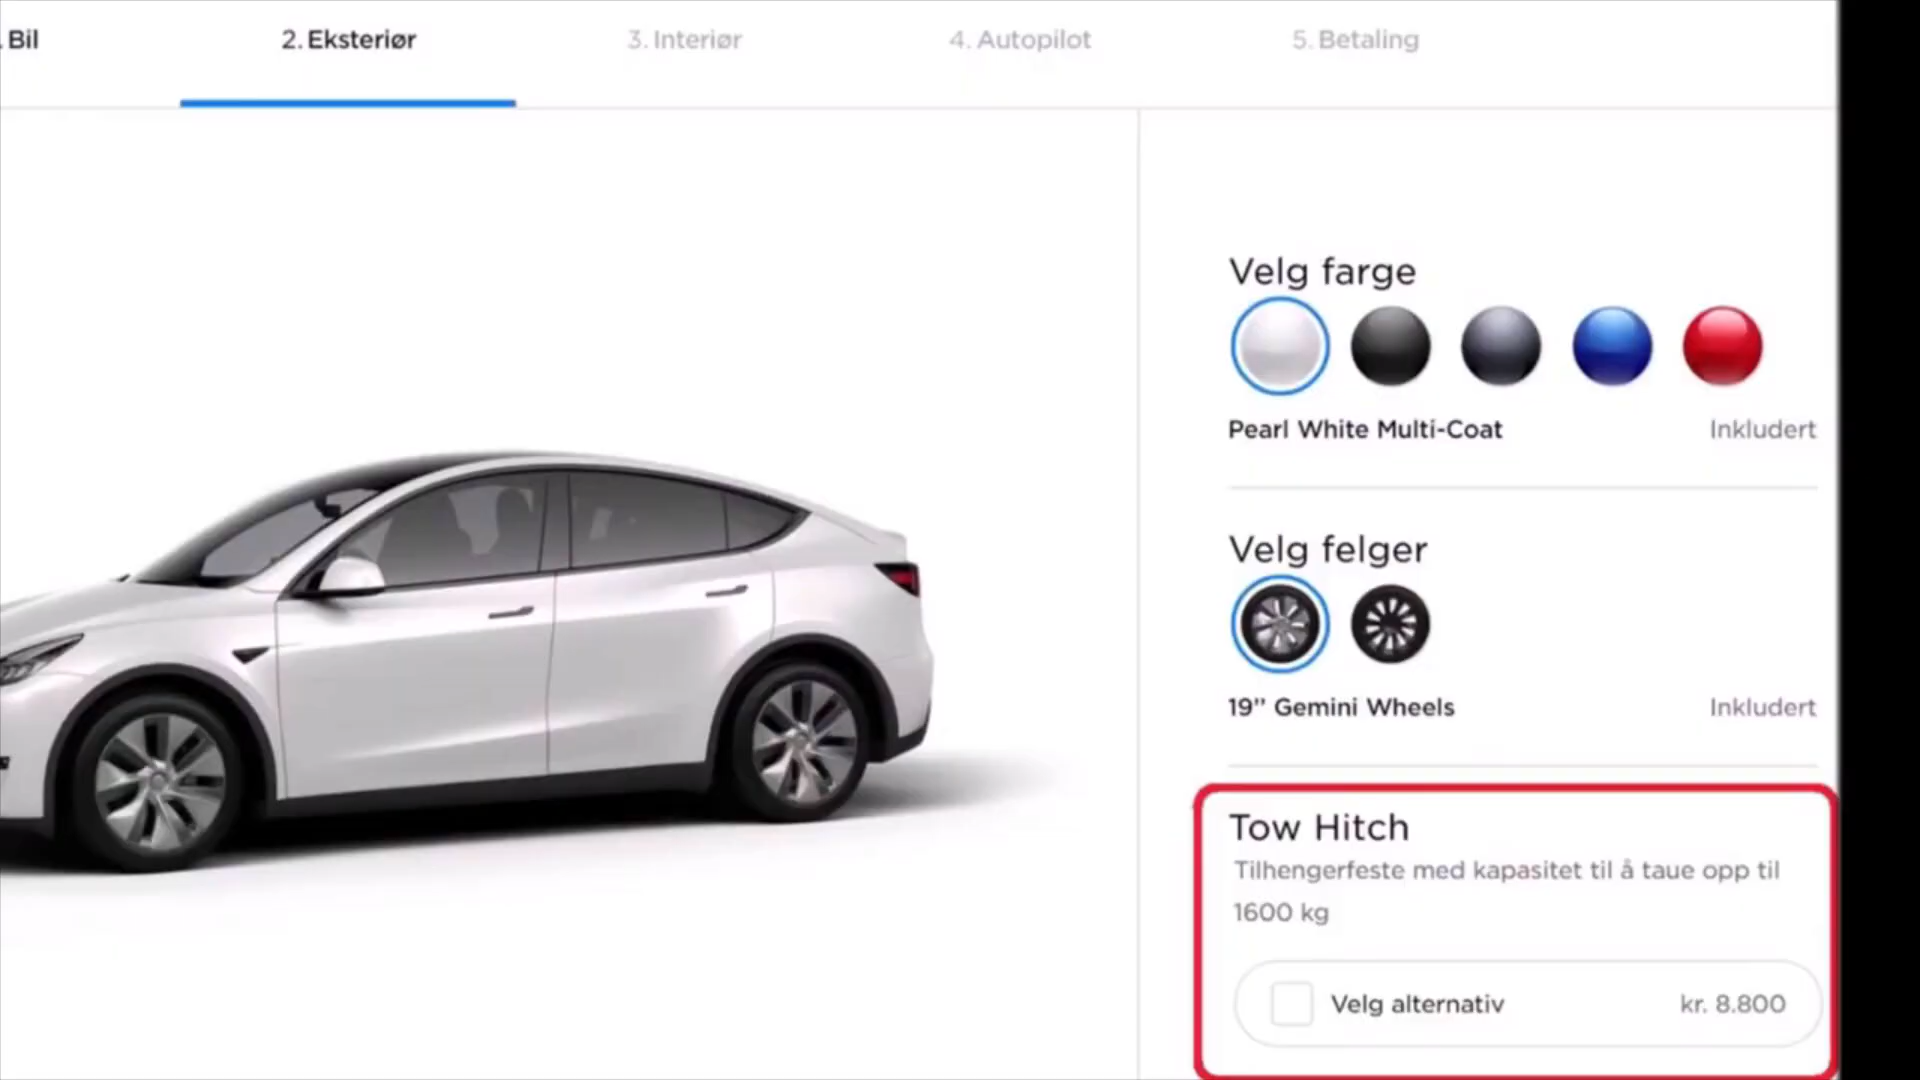 . Bil
2. Eksteriør
3. Interiør
4. Autopilot
5. Betaling
Velg farge
Pearl White Multi-Coat Inkludert
Velg felger
19” Gemini Wheels Inkludert
Tow Hitch
Tilhengerfeste med kapasitet til å taue opp til
1600 kg
Velg alternativ kr. 8.800